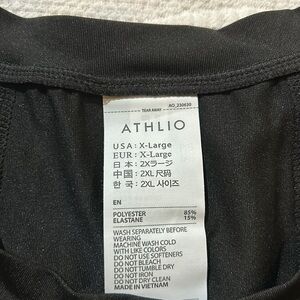 TEAR AWAY AO_230630
ATHLIO
USA : X-Large
EUR : X-Large
日 本 : 2Xラージ
中 国 : 2XL 尺码
한 국 : 2XL 사이즈
EN
POLYESTER 85%
ELASTANE 15%
WASH SEPARATELY BEFORE
WEARING
MACHINE WASH COLD
WITH LIKE COLORS
DO NOT USE SOFTENERS
DO NOT BLEACH
DO NOT TUMBLE DRY
DO NOT IRON
DO NOT DRY CLEAN
MADE IN VIETNAM